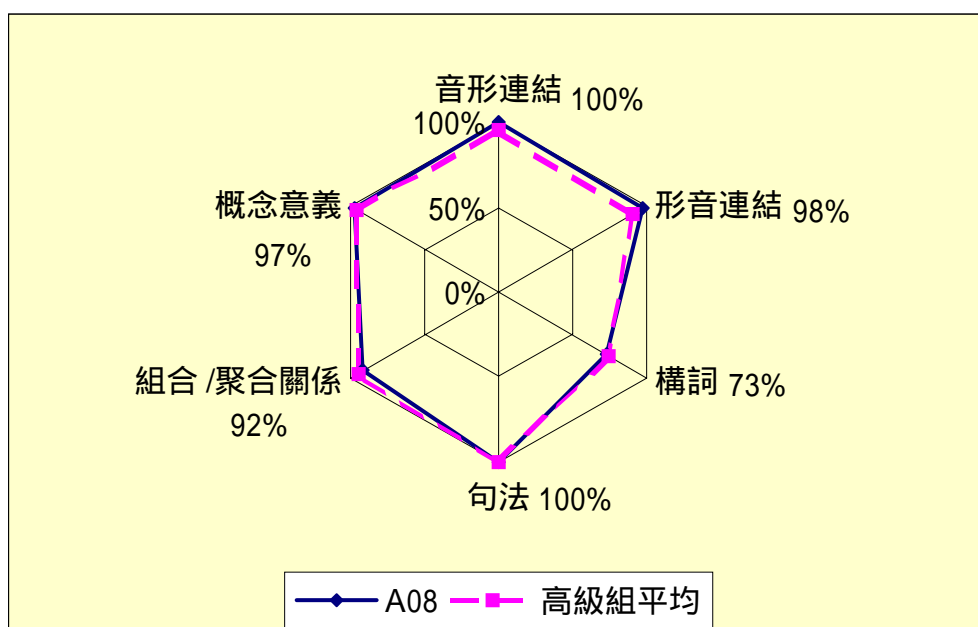 音形連結 100%
100%
概念意義
97%
50%
形音連結 98%
0%
組合 /聚合關係
92%
構詞 73%
句法 100%
A08
高級組平均